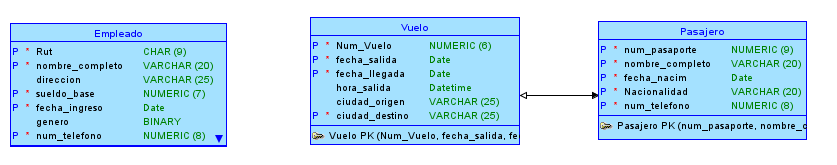 Empleado
P * Rut CHAR (9)
P * nombre_completo VARCHAR (20)
direccion VARCHAR (25)
P * sueldo_base NUMERIC (7)
P * fecha_ingreso Date
genero BINARY
P * num_telefono NUMERIC (8)
Vuelo
P * Num_Vuelo NUMERIC (6)
P * fecha_salida Date
P * fecha_llegada Date
hora_salida Datetime
ciudad_origen VARCHAR (25)
P * ciudad_destino VARCHAR (25)
Vuelo PK (Num_Vuelo, fecha_salida, fe
Pasajero
P * num_pasaporte NUMERIC (9)
P * nombre_completo VARCHAR (20)
P * fecha_nacim Date
P * Nacionalidad VARCHAR (20)
P * num_telefono NUMERIC (8)
Pasajero PK (num_pasaporte, nombre_c